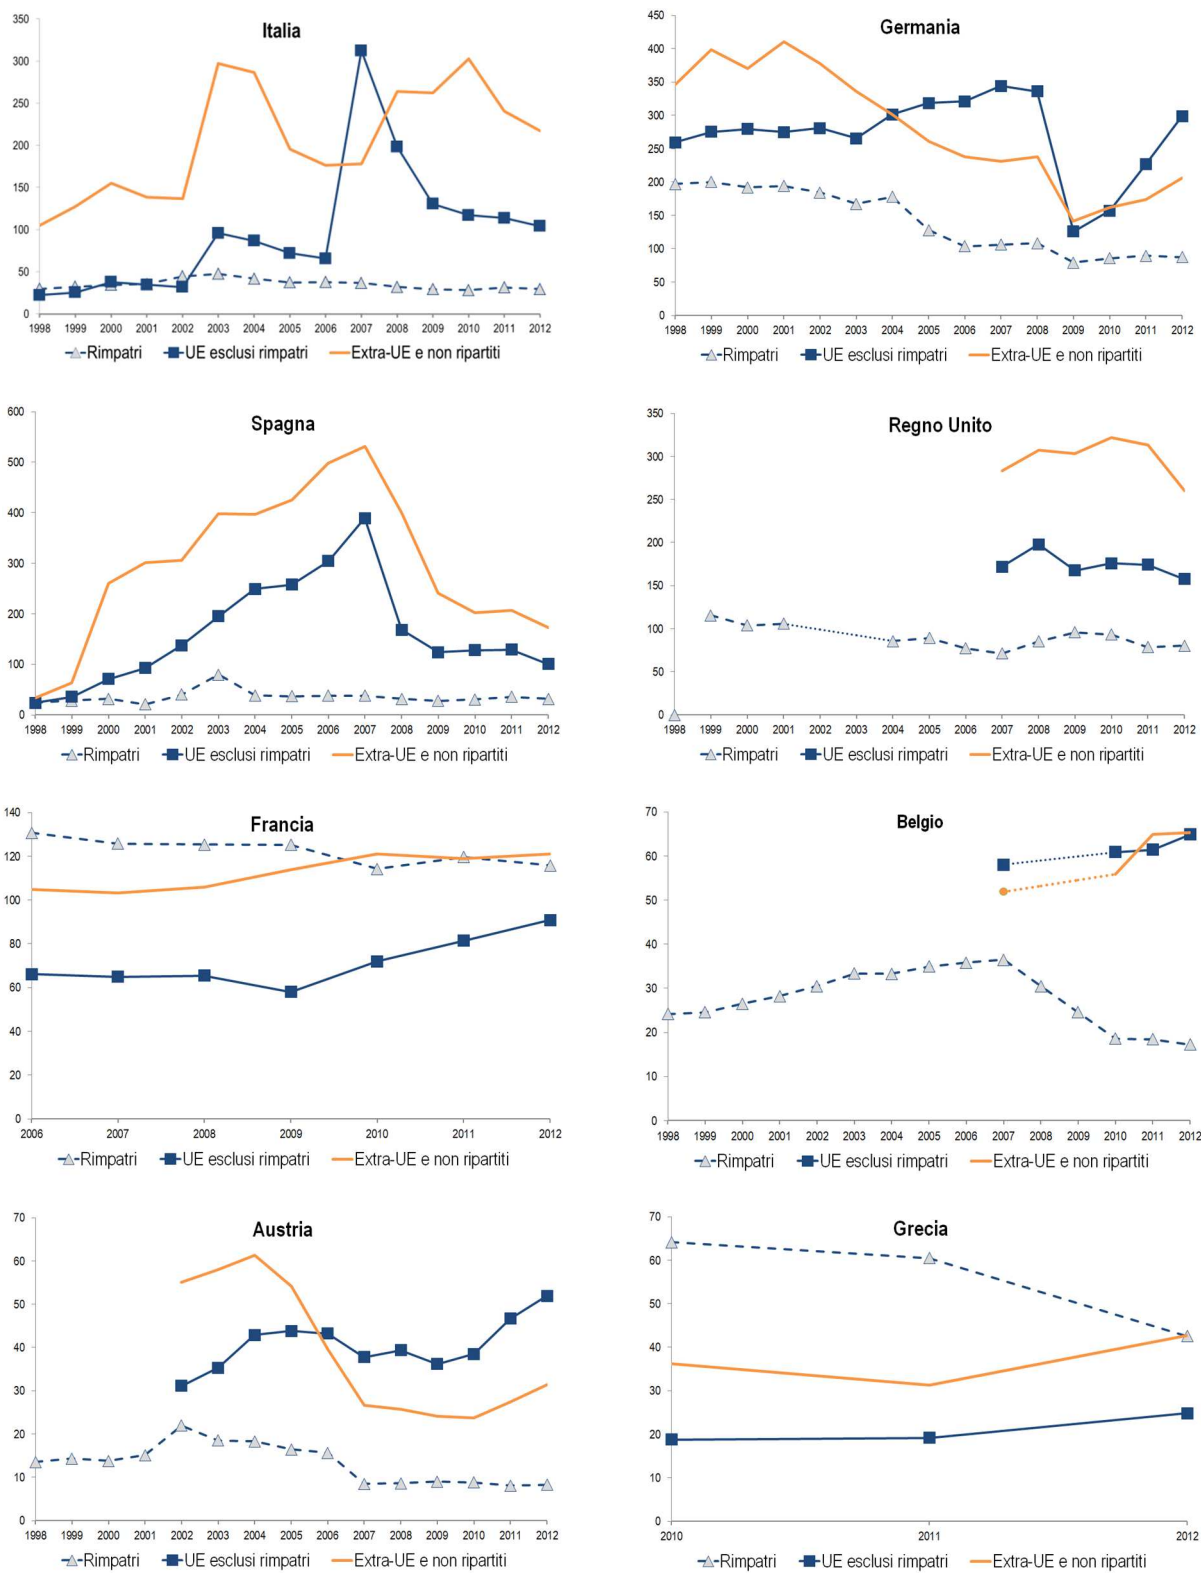 Italia
350
300
250
200
150
100
50
0
1998 1999 2000 2001 2002 2003 2004 2005 2006 2007 2008 2009 2010 2011 2012
Rimpatri UE esclusi rimpatri Extra-UE e non ripartiti
Germania
450
400
350
300
250
200
150
100
50
0
1998 1999 2000 2001 2002 2003 2004 2005 2006 2007 2008 2009 2010 2011 2012
Rimpatri UE esclusi rimpatri Extra-UE e non ripartiti
Spagna
600
500
400
300
200
100
0
1998 1999 2000 2001 2002 2003 2004 2005 2006 2007 2008 2009 2010 2011 2012
Rimpatri UE esclusi rimpatri Extra-UE e non ripartiti
Regno Unito
350
300
250
200
150
100
50
0
1998 1999 2000 2001 2002 2003 2004 2005 2006 2007 2008 2009 2010 2011 2012
Rimpatri UE esclusi rimpatri Extra-UE e non ripartiti
Francia
140
120
100
80
60
40
20
0
2006 2007 2008 2009 2010 2011 2012
Rimpatri UE esclusi rimpatri Extra-UE e non ripartiti
Belgio
70
60
50
40
30
20
10
0
1998 1999 2000 2001 2002 2003 2004 2005 2006 2007 2008 2009 2010 2011 2012
Rimpatri UE esclusi rimpatri Extra-UE e non ripartiti
Austria
70
60
50
40
30
20
10
0
1998 1999 2000 2001 2002 2003 2004 2005 2006 2007 2008 2009 2010 2011 2012
Rimpatri UE esclusi rimpatri Extra-UE e non ripartiti
Grecia
70
60
50
40
30
20
10
0
2010 2011 2012
Rimpatri UE esclusi rimpatri Extra-UE e non ripartiti